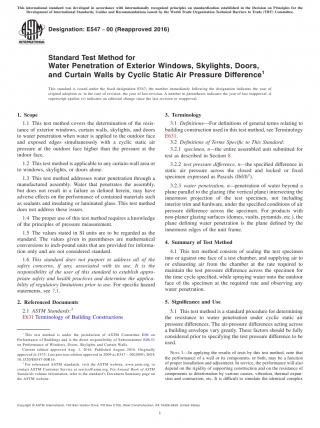 This international standard was developed in accordance with internationally recognized principles on standardization established in the Decision on Principles for the
Development of International Standards, Guides and Recommendations issued by the World Trade Organization Technical Barriers to Trade (TBT) Committee.
Designation: E547 − 00 (Reapproved 2016)
INTERNATIONAL
Standard Test Method for
Water Penetration of Exterior Windows, Skylights, Doors,
and Curtain Walls by Cyclic Static Air Pressure Difference1
This standard is issued under the fixed designation E547; the number immediately following the designation indicates the year of
original adoption or, in the case of revision, the year of last revision. A number in parentheses indicates the year of last reapproval. A
superscript epsilon (ε) indicates an editorial change since the last revision or reapproval.
1. Scope
1.1 This test method covers the determination of the resis-
tance of exterior windows, curtain walls, skylights, and doors
to water penetration when water is applied to the outdoor face
and exposed edges simultaneously with a cyclic static air
pressure at the outdoor face higher than the pressure at the
indoor face.
1.2 This test method is applicable to any curtain-wall area or
to windows, skylights, or doors alone.
1.3 This test method addresses water penetration through a
manufactured assembly. Water that penetrates the assembly,
but does not result in a failure as defined herein, may have
adverse effects on the performance of contained materials such
as sealants and insulating or laminated glass. This test method
does not address these issues.
1.4 The proper use of this test method requires a knowledge
of the principles of pressure measurement.
1.5 The values stated in SI units are to be regarded as the
standard. The values given in parentheses are mathematical
conversions to inch-pound units that are provided for informa-
tion only and are not considered standard.
1.6 This standard does not purport to address all of the
safety concerns, if any, associated with its use. It is the
responsibility of the user of this standard to establish appro-
priate safety and health practices and determine the applica-
bility of regulatory limitations prior to use. For specific hazard
statements, see 7.1.
2. Referenced Documents
2.1 ASTM Standards:2
E631 Terminology of Building Constructions
1 This test method is under the jurisdiction of ASTM Committee E06 on
Performance of Buildings and is the direct responsibility of Subcommittee E06.51
on Performance of Windows, Doors, Skylights and Curtain Walls.
Current edition approved Aug. 1, 2016. Published August 2016. Originally
approved in 1975. Last previous edition approved in 2009 as E547 – 00(2009). DOI:
10.1520/E0547-00R16.
2 For referenced ASTM standards, visit the ASTM website, www.astm.org, or
contact ASTM Customer Service at service@astm.org. For Annual Book of ASTM
Standards volume information, refer to the standard's Document Summary page on
the ASTM website.
3. Terminology
3.1 Definitions—For definitions of general terms relating to
building construction used in this test method, see Terminology
E631.
3.2 Definitions of Terms Specific to This Standard:
3.2.1 specimen, n—the entire assembled unit submitted for
test as described in Section 8.
3.2.2 test pressure difference, n—the specified difference in
static air pressure across the closed and locked or fixed
specimen expressed as Pascals (lbf/ft2).
3.2.3 water penetration, n—penetration of water beyond a
plane parallel to the glazing (the vertical plane) intersecting the
innermost projection of the test specimen, not including
interior trim and hardware, under the specified conditions of air
pressure difference across the specimen. For products with
non-planer glazing surfaces (domes, vaults, pyramids, etc.), the
plane defining water penetration is the plane defined by the
innermost edges of the unit frame.
4. Summary of Test Method
4.1 This test method consists of sealing the test specimen
into or against one face of a test chamber, supplying air to
or exhausting air from the chamber at the rate required to
maintain the test pressure difference across the specimen for
the time cycle specified, while spraying water onto the outdoor
face of the specimen at the required rate and observing any
water penetration.
5. Significance and Use
5.1 This test method is a standard procedure for determining
the resistance to water penetration under cyclic static air
pressure differences. The air-pressure differences acting across
a building envelope vary greatly. These factors should be fully
considered prior to specifying the test pressure difference to be
used.
NOTE 1—In applying the results of tests by this test method, note that
the performance of a wall or its components, or both, may be a function
of proper installation and adjustment. In service, the performance will also
depend on the rigidity of supporting construction and on the resistance of
components to deterioration by various causes, vibration, thermal expan-
sion and contraction, etc. It is difficult to simulate the identical complex
Copyright © ASTM International, 100 Barr Harbor Drive, PO Box C700, West Conshohocken, PA 19428-2959. United States
1